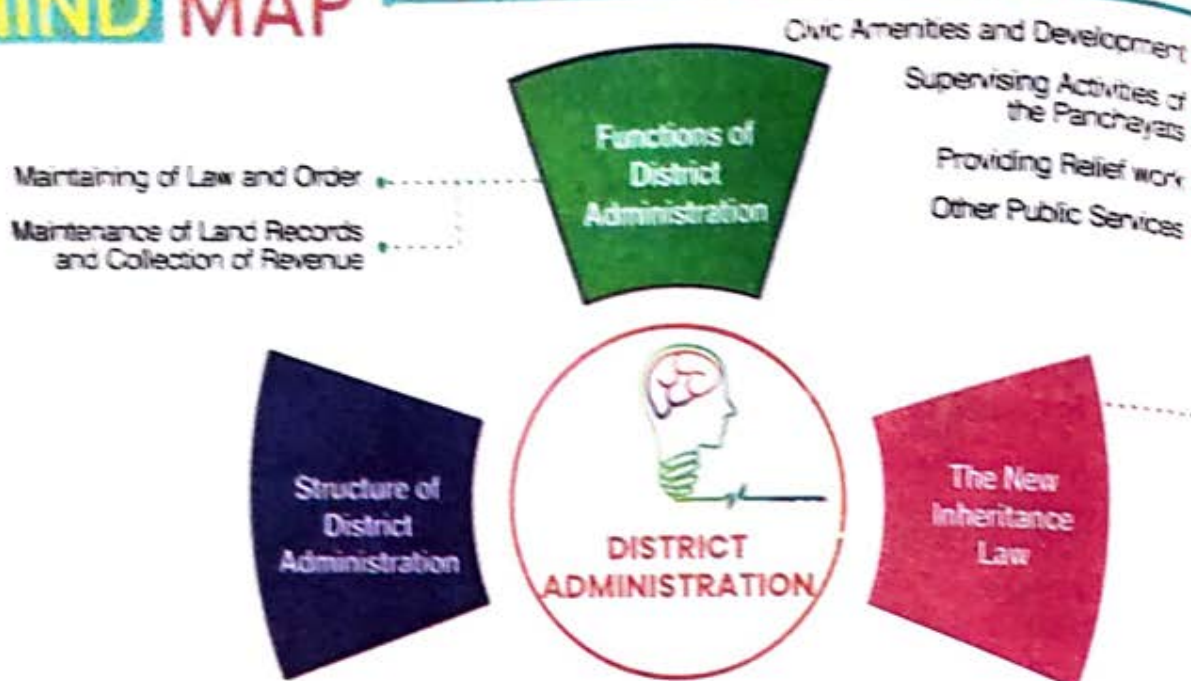 MIND MAP
Civic Amenities and Development
Supervising Activities of
the Panchayats
Providing Relief work
Other Public Services
Functions of
District
Administration
Maintaining of Law and Order
Maintenance of Land Records
and Collection of Revenue
Structure of
District
Administration
DISTRICT
ADMINISTRATION
The New
Inheritance
Law